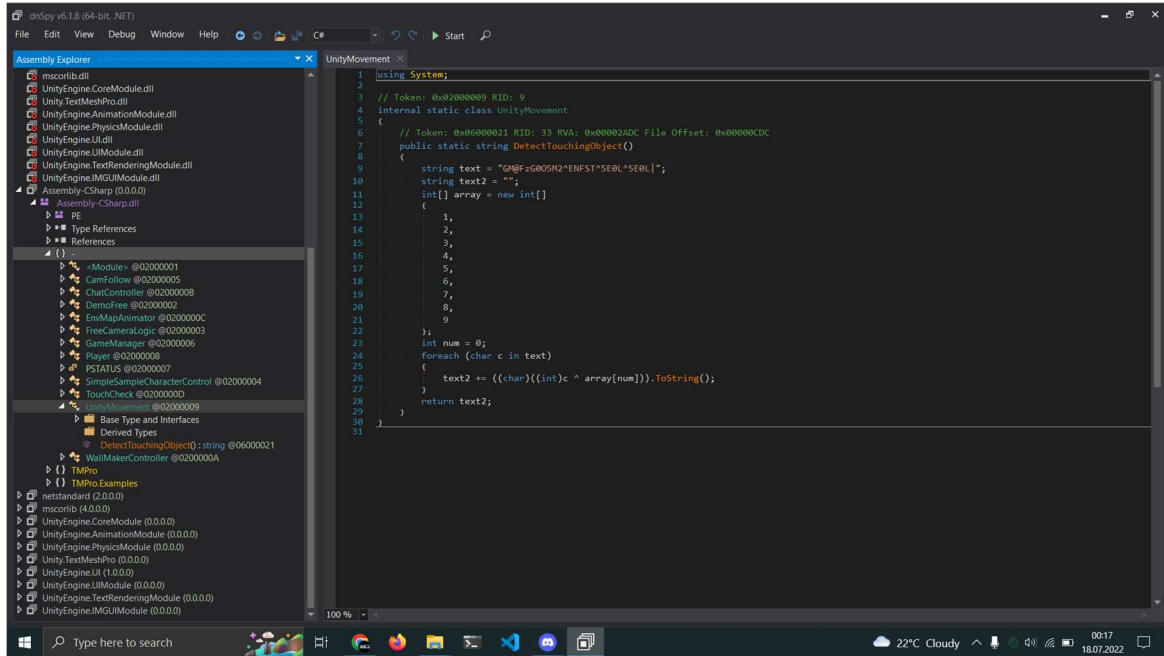 dnSpy v6.1.8 (64-bit, .NET)
File Edit View Debug Window Help C# Start
Assembly Explorer
mscorlib.dll
UnityEngine.CoreModule.dll
Unity.TextMeshPro.dll
UnityEngine.AnimationModule.dll
UnityEngine.PhysicsModule.dll
UnityEngine.UI.dll
UnityEngine.UIModule.dll
UnityEngine.TextRenderingModule.dll
UnityEngine.IMGUIModule.dll
Assembly-CSharp (0.0.0.0)
Assembly-CSharp.dll
PE
Type References
References
{ } -
<Module> @02000001
CamFollow @02000005
ChatController @0200000B
DemoFree @02000002
EnvMapAnimator @0200000C
FreeCameraLogic @02000003
GameManager @02000006
Player @02000008
PSTATUS @02000007
SimpleSampleCharacterControl @02000004
TouchCheck @0200000D
UnityMovement @02000009
Base Type and Interfaces
Derived Types
DetectTouchingObject() : string @06000021
WallMakerController @0200000A
{ } TMPro
{ } TMPro.Examples
netstandard (2.0.0.0)
mscorlib (4.0.0.0)
UnityEngine.CoreModule (0.0.0.0)
UnityEngine.AnimationModule (0.0.0.0)
UnityEngine.PhysicsModule (0.0.0.0)
Unity.TextMeshPro (0.0.0.0)
UnityEngine.UI (1.0.0.0)
UnityEngine.UIModule (0.0.0.0)
UnityEngine.TextRenderingModule (0.0.0.0)
UnityEngine.IMGUIModule (0.0.0.0)
UnityMovement
1 using System;
2
3 // Token: 0x02000009 RID: 9
4 internal static class UnityMovement
5 {
6 // Token: 0x06000021 RID: 33 RVA: 0x00002ADC File Offset: 0x00000CDC
7 public static string DetectTouchingObject()
8 {
9 string text = "GM@FzG0O5M2^ENFST^5E0L^5E0L|";
10 string text2 = "";
11 int[] array = new int[]
12 {
13 1,
14 2,
15 3,
16 4,
17 5,
18 6,
19 7,
20 8,
21 9
22 };
23 int num = 0;
24 foreach (char c in text)
25 {
26 text2 += ((char)((int)c ^ array[num])).ToString();
27 }
28 return text2;
29 }
30 }
31
100 %
Type here to search
22°C Cloudy
00:17
18.07.2022